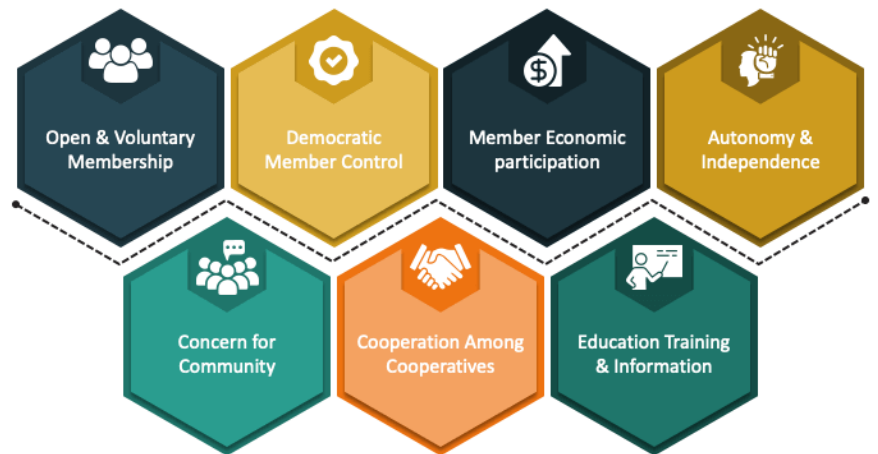 Open & Voluntary
Membership
Democratic
Member Control
Member Economic
participation
Autonomy &
Independence
Concern for
Community
Cooperation Among
Cooperatives
Education Training
& Information